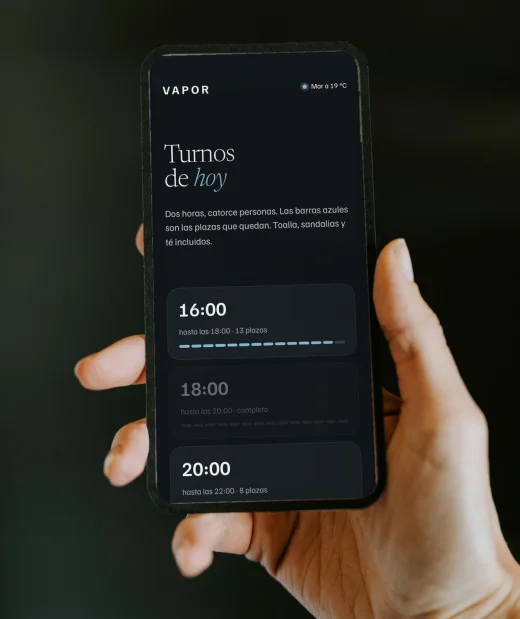 VAPOR
Mar a 19 °C
Turnos
de hoy
Dos horas, catorce personas. Las barras azules
son las plazas que quedan. Toalla, sandalias y
té incluidos.
16:00
hasta las 18:00 · 13 plazas
18:00
hasta las 20:00 · completo
20:00
hasta las 22:00 · 8 plazas